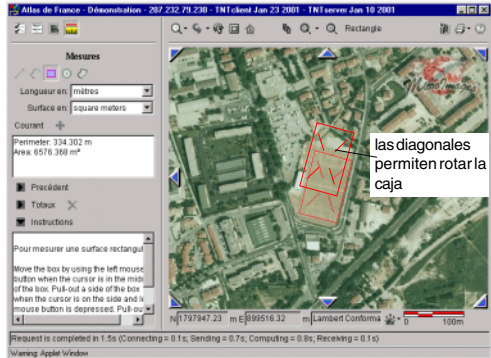 Atlas de France - Démonstration - 207.232.79.230 - TNTclient Jan 23 2001 - TNTserver Jan 10 2001
Rectangle
Mesures
Longueur en: mètres
Surface en: square meters
Courant
Perimeter: 334.302 m
Area: 6576.368 m²
Précédent
Totaux
Instructions
Pour mesurer une surface rectangul
Move the box by using the left mouse
button when the cursor is in the midd
of the box. Pull-out a side of the box
when the cursor is on the side and l
mouse button is depressed. Pull-ou
las diagonales
permiten rotar la
caja
N 1797947.23 m E 899516.32 m Lambert Conforma 0 100m
Request is completed in 1.5s (Connecting = 0.1s; Sending = 0.7s; Computing = 0.8s; Receiving = 0.1s)
Warning: Applet Window